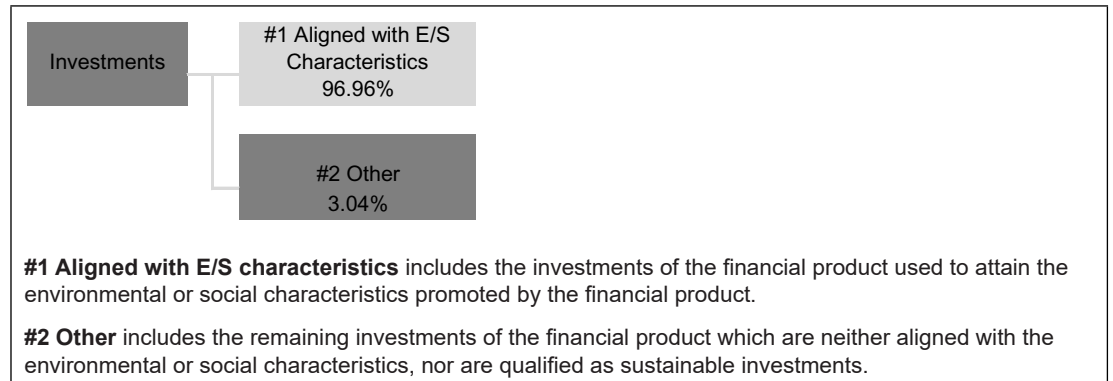 Investments
#1 Aligned with E/S
Characteristics
96.96%
#2 Other
3.04%
#1 Aligned with E/S characteristics includes the investments of the financial product used to attain the
environmental or social characteristics promoted by the financial product.
#2 Other includes the remaining investments of the financial product which are neither aligned with the
environmental or social characteristics, nor are qualified as sustainable investments.